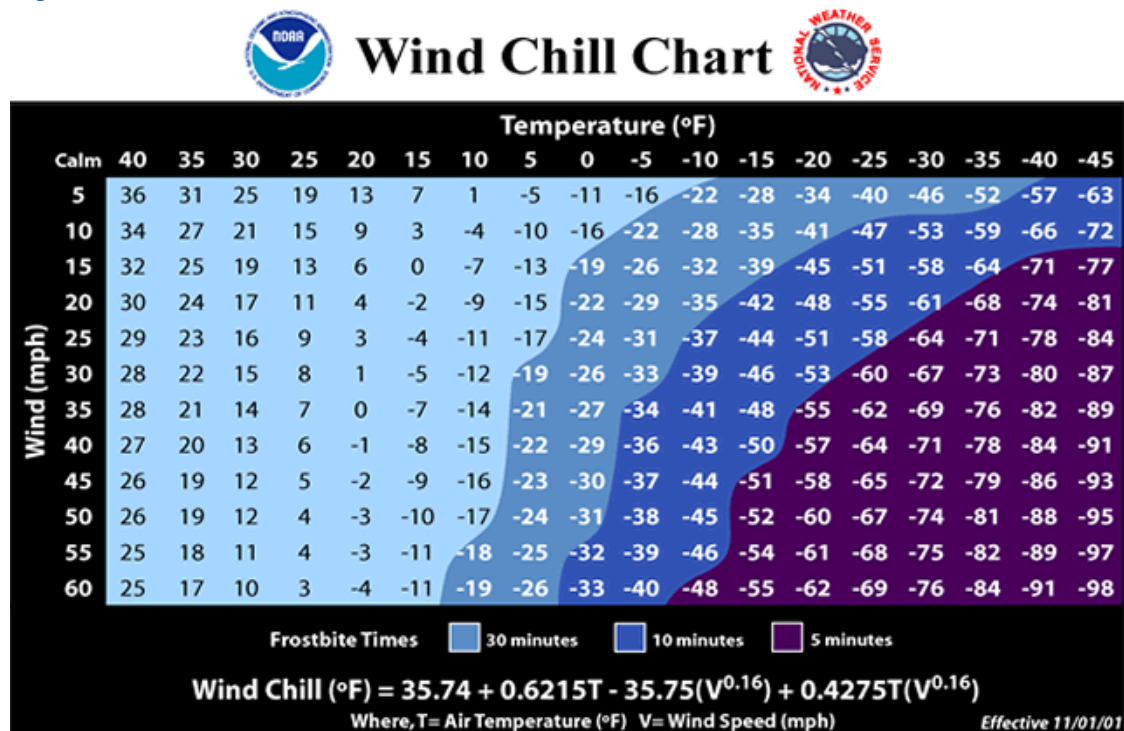 NOAA
NATIONAL OCEANIC AND ATMOSPHERIC ADMINISTRATION
U.S. DEPARTMENT OF COMMERCE
Wind Chill Chart
NATIONAL WEATHER SERVICE
Temperature (ºF)
Calm 40 35 30 25 20 15 10 5 0 -5 -10 -15 -20 -25 -30 -35 -40 -45
5 36 31 25 19 13 7 1 -5 -11 -16 -22 -28 -34 -40 -46 -52 -57 -63
10 34 27 21 15 9 3 -4 -10 -16 -22 -28 -35 -41 -47 -53 -59 -66 -72
15 32 25 19 13 6 0 -7 -13 -19 -26 -32 -39 -45 -51 -58 -64 -71 -77
20 30 24 17 11 4 -2 -9 -15 -22 -29 -35 -42 -48 -55 -61 -68 -74 -81
25 29 23 16 9 3 -4 -11 -17 -24 -31 -37 -44 -51 -58 -64 -71 -78 -84
30 28 22 15 8 1 -5 -12 -19 -26 -33 -39 -46 -53 -60 -67 -73 -80 -87
35 28 21 14 7 0 -7 -14 -21 -27 -34 -41 -48 -55 -62 -69 -76 -82 -89
40 27 20 13 6 -1 -8 -15 -22 -29 -36 -43 -50 -57 -64 -71 -78 -84 -91
45 26 19 12 5 -2 -9 -16 -23 -30 -37 -44 -51 -58 -65 -72 -79 -86 -93
50 26 19 12 4 -3 -10 -17 -24 -31 -38 -45 -52 -60 -67 -74 -81 -88 -95
55 25 18 11 4 -3 -11 -18 -25 -32 -39 -46 -54 -61 -68 -75 -82 -89 -97
60 25 17 10 3 -4 -11 -19 -26 -33 -40 -48 -55 -62 -69 -76 -84 -91 -98
Wind (mph)
Frostbite Times 30 minutes 10 minutes 5 minutes
Wind Chill (ºF) = 35.74 + 0.6215T - 35.75(V^0.16) + 0.4275T(V^0.16)
Where, T= Air Temperature (ºF) V= Wind Speed (mph)
Effective 11/01/01